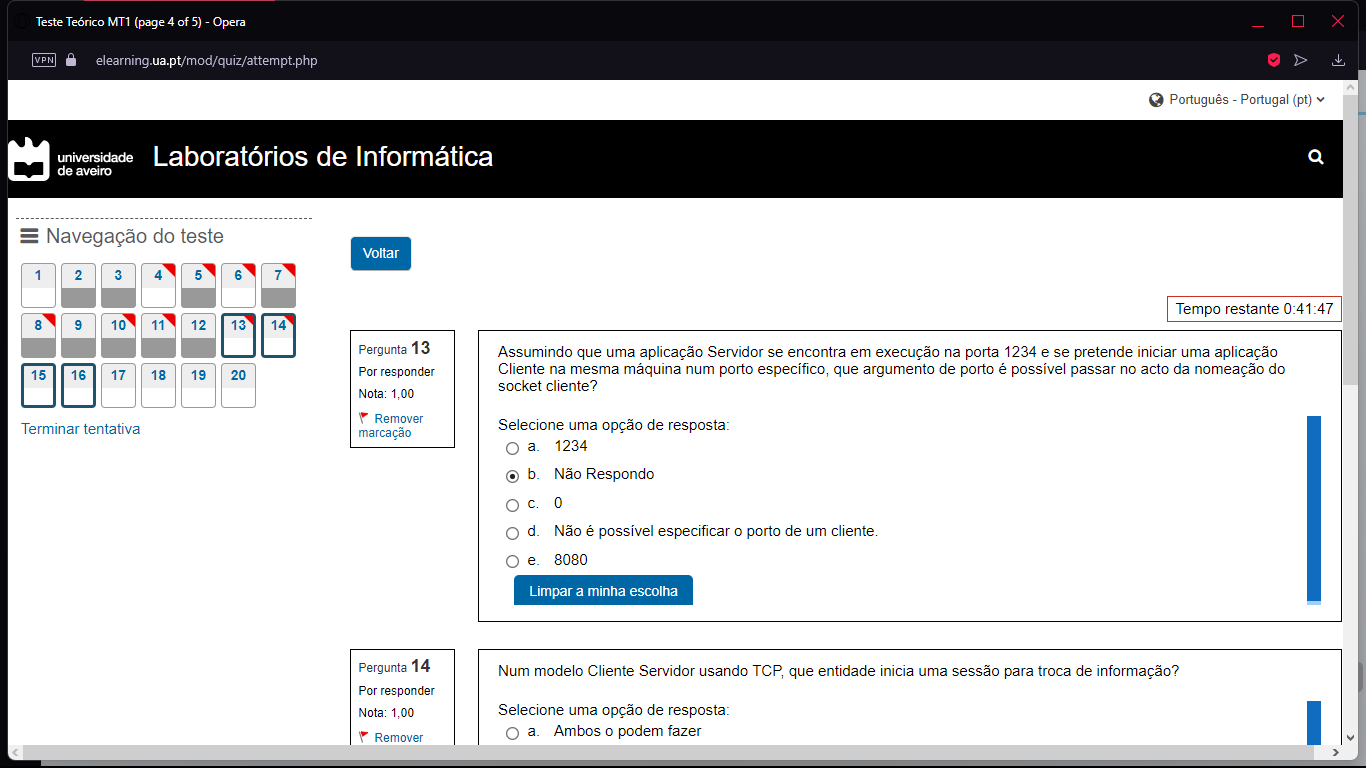 Teste Teórico MT1 (page 4 of 5) - Opera
VPN elearning.ua.pt/mod/quiz/attempt.php
Português - Portugal (pt)
universidade
de aveiro
Laboratórios de Informática
Navegação do teste
1 2 3 4 5 6 7
8 9 10 11 12 13 14
15 16 17 18 19 20
Terminar tentativa
Voltar
Tempo restante 0:41:47
Pergunta 13
Por responder
Nota: 1,00
Remover
marcação
Assumindo que uma aplicação Servidor se encontra em execução na porta 1234 e se pretende iniciar uma aplicação
Cliente na mesma máquina num porto específico, que argumento de porto é possível passar no acto da nomeação do
socket cliente?
Selecione uma opção de resposta:
a. 1234
b. Não Respondo
c. 0
d. Não é possível especificar o porto de um cliente.
e. 8080
Limpar a minha escolha
Pergunta 14
Por responder
Nota: 1,00
Remover
Num modelo Cliente Servidor usando TCP, que entidade inicia uma sessão para troca de informação?
Selecione uma opção de resposta:
a. Ambos o podem fazer